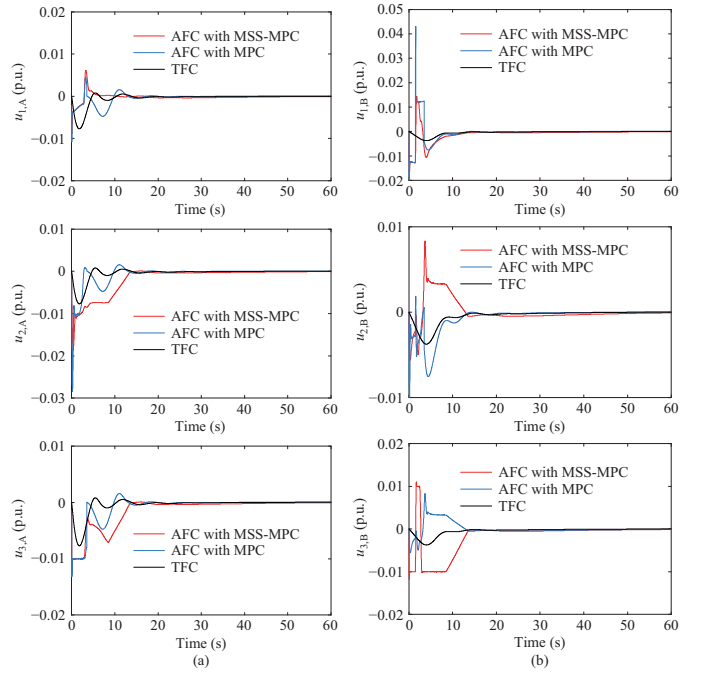 0.02
0.01
0
−0.01
0.02
u1,A (p.u.)
AFC with MSS-MPC
AFC with MPC
TFC
0 10 20 30 40 50 60
Time (s)
0.05
0.04
0.03
0.02
0.01
0
−0.01
0.02
u1,B (p.u.)
AFC with MSS-MPC
AFC with MPC
TFC
0 10 20 30 40 50 60
Time (s)
0.01
0
−0.01
−0.02
−0.03
u2,A (p.u.)
AFC with MSS-MPC
AFC with MPC
TFC
0 10 20 30 40 50 60
Time (s)
0.01
0
0.01
u2,B (p.u.)
AFC with MSS-MPC
AFC with MPC
TFC
0 10 20 30 40 50 60
Time (s)
0.01
0
−0.01
0.02
u3,A (p.u.)
AFC with MSS-MPC
AFC with MPC
TFC
0 10 20 30 40 50 60
Time (s)
(a)
0.02
0.01
0
−0.01
0.02
u3,B (p.u.)
AFC with MSS-MPC
AFC with MPC
TFC
0 10 20 30 40 50 60
Time (s)
(b)